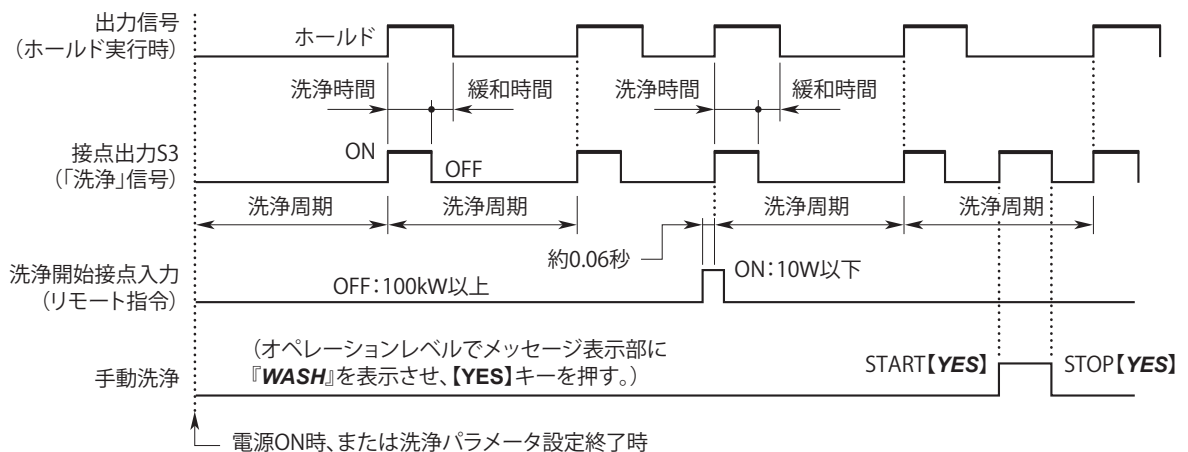 出力信号
（ホールド実行時）
ホールド
洗浄時間
緩和時間
洗浄時間
緩和時間
接点出力S3
（「洗浄」信号）
ON
OFF
洗浄周期
洗浄周期
洗浄周期
洗浄周期
約0.06秒
洗浄開始接点入力
（リモート指令）
OFF：100kW以上
ON：10W以下
手動洗浄
（オペレーションレベルでメッセージ表示部に
『WASH』を表示させ、【YES】キーを押す。）
START【YES】
STOP【YES】
電源ON時、または洗浄パラメータ設定終了時